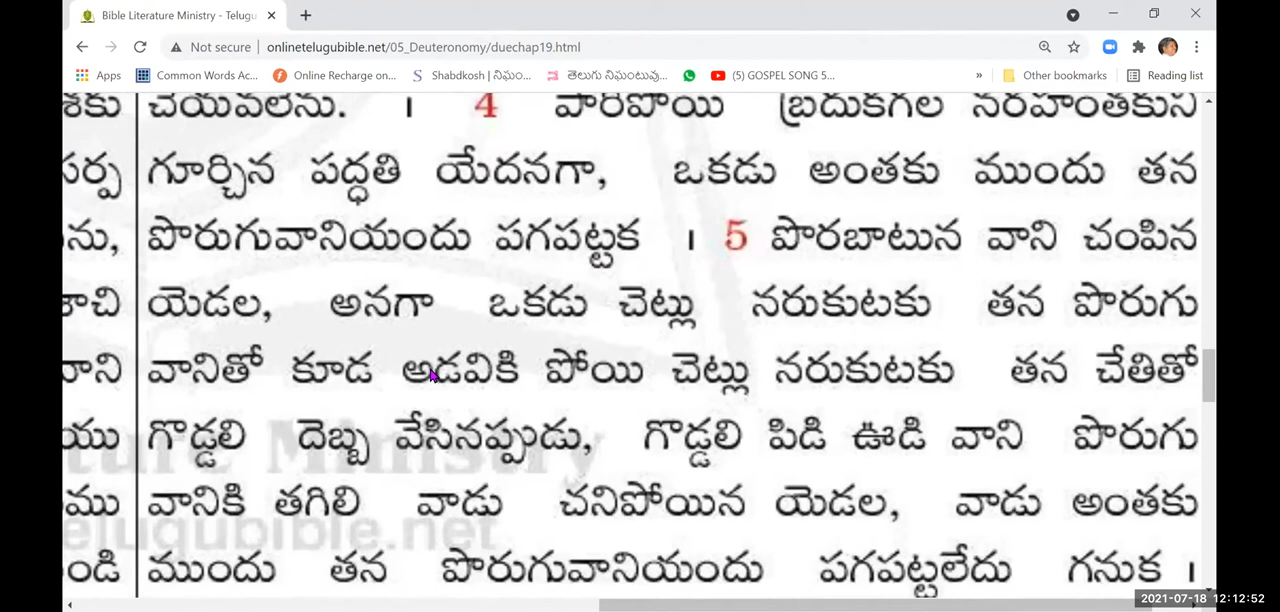 Bible Literature Ministry - Telugu
Not secure | onlinetelugubible.net/05_Deuteronomy/duechap19.html
Apps Common Words Ac... Online Recharge on... Shabdkosh | నిఘం... తెలుగు నిఘంటువు... (5) GOSPEL SONG 5... » Other bookmarks Reading list
చేయవలెను. । 4 పారిపోయి బ్రదుకగల నరహంతకుని
గూర్చిన పద్ధతి యేదనగా, ఒకడు అంతకు ముందు తన
పొరుగువానియందు పగపట్టక । 5 పొరబాటున వాని చంపిన
యెడల, అనగా ఒకడు చెట్లు నరుకుటకు తన పొరుగు
వానితో కూడ అడవికి పోయి చెట్లు నరుకుటకు తన చేతితో
గొడ్డలి దెబ్బ వేసినప్పుడు, గొడ్డలి పిడి ఊడి వాని పొరుగు
వానికి తగిలి వాడు చనిపోయిన యెడల, వాడు అంతకు
ముందు తన పొరుగువానియందు పగపట్టలేదు గనుక ।
2021-07-18 12:12:52